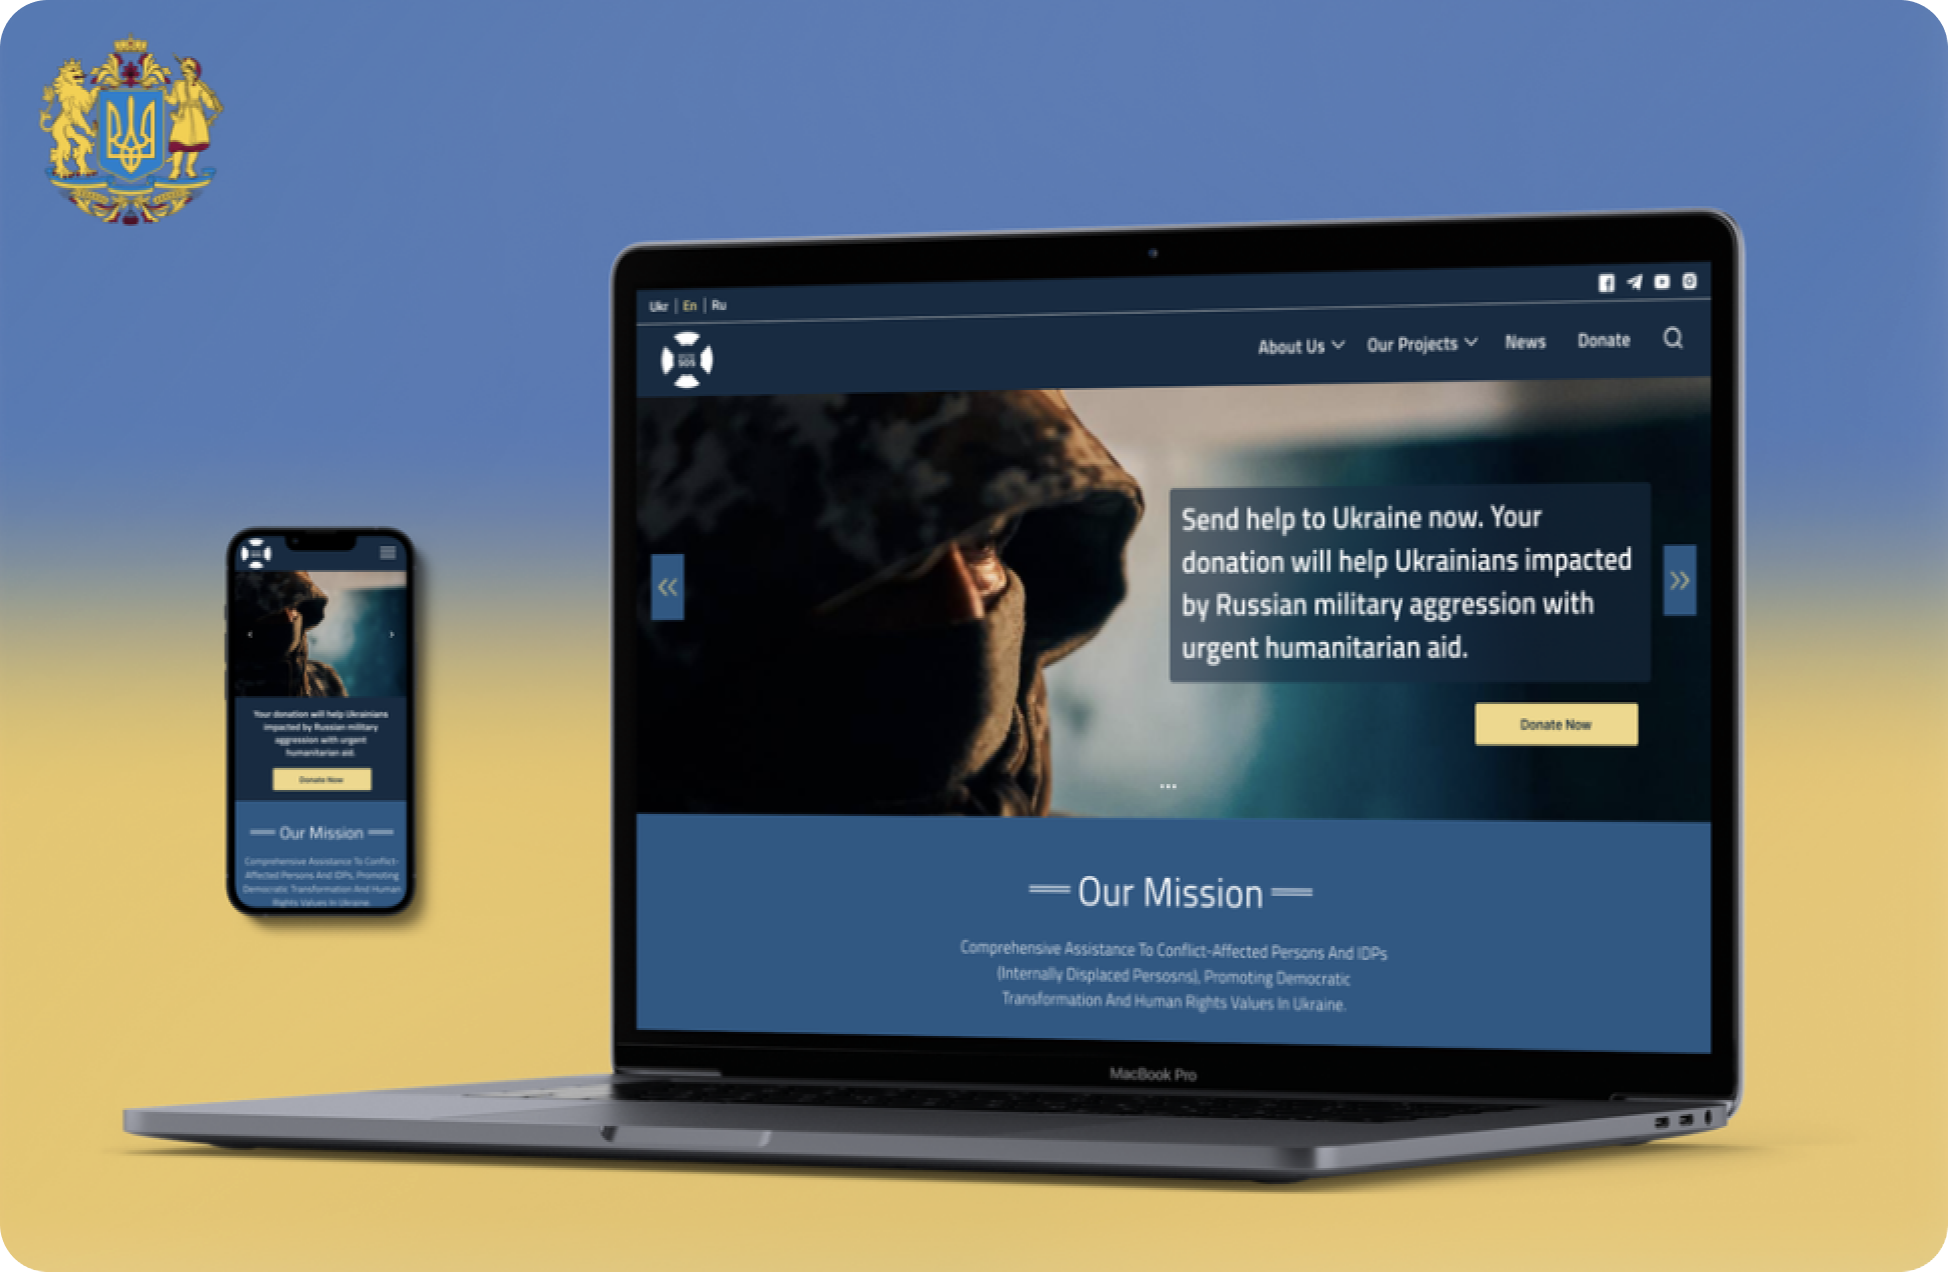 Ukr | En | Ru
SOS
About Us
Our Projects
News
Donate
Send help to Ukraine now. Your
donation will help Ukrainians impacted
by Russian military aggression with
urgent humanitarian aid.
Donate Now
Our Mission
Comprehensive Assistance To Conflict-Affected Persons And IDPs
(Internally Displaced Persosns), Promoting Democratic
Transformation And Human Rights Values In Ukraine.
MacBook Pro
Your donation will help Ukrainians
impacted by Russian military
aggression with urgent
humanitarian aid.
Donate Now
Our Mission
Comprehensive Assistance To Conflict-
Affected Persons And IDPs, Promoting
Democratic Transformation And Human
Rights Values In Ukraine.